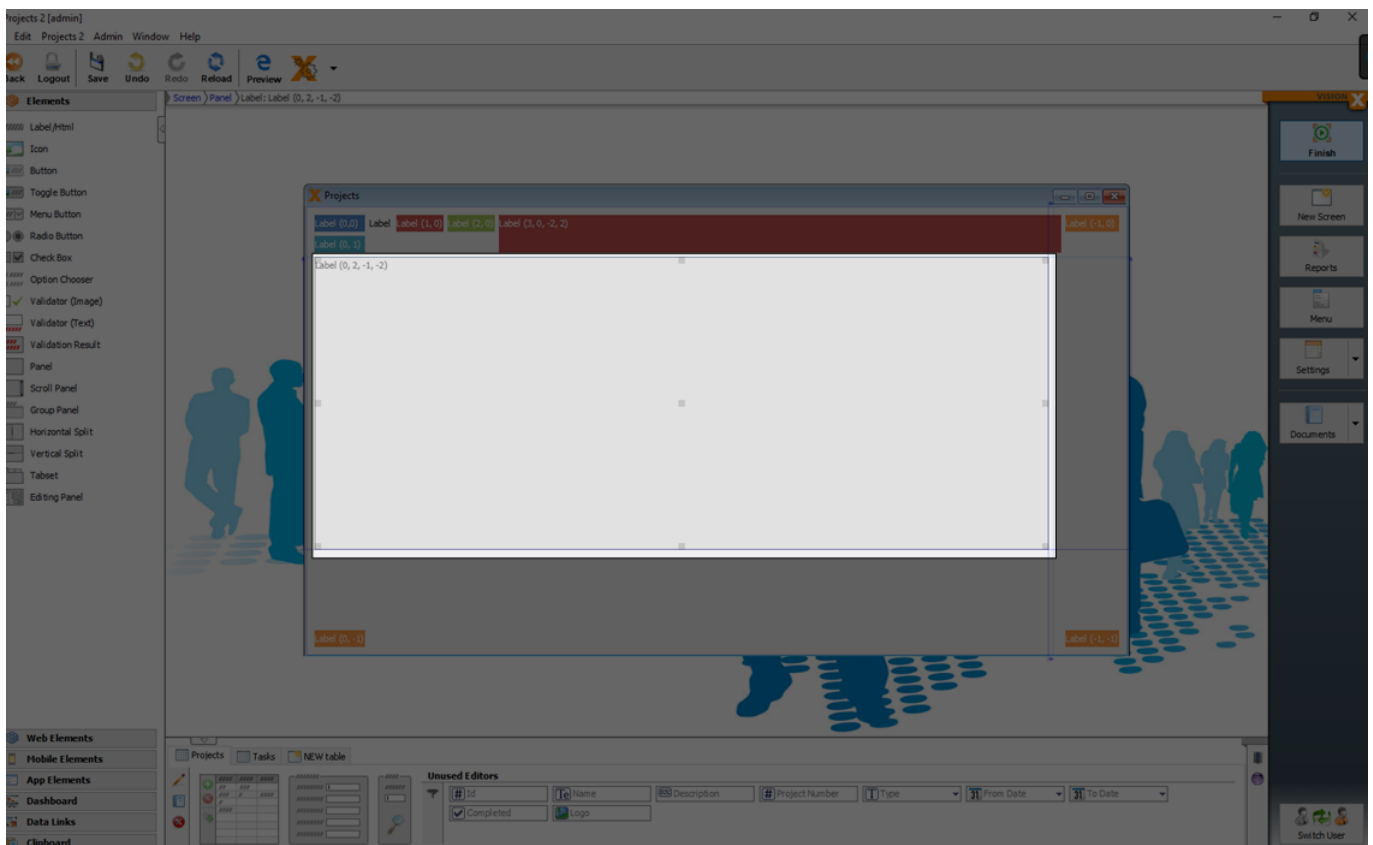 Projects 2 [admin]
Edit Projects 2 Admin Window Help
Back Logout Save Undo Redo Reload Preview
Elements
Screen Panel Label: Label (0, 2, -1, -2)
VISION X
Label/Html
Icon
Button
Toggle Button
Menu Button
Radio Button
Check Box
Option Chooser
Validator (Image)
Validator (Text)
Validation Result
Panel
Scroll Panel
Group Panel
Horizontal Split
Vertical Split
Tabset
Editing Panel
Projects
Label (0,0) Label Label (1, 0) Label (2, 0) Label (3, 0, -2, 2) Label (-1, 0)
Label (0, 1)
Label (0, 2, -1, -2)
Label (0, -1) Label (-1, -1)
Finish
New Screen
Reports
Menu
Settings
Documents
Web Elements
Mobile Elements
App Elements
Dashboard
Data Links
Clipboard
Projects Tasks NEW table
Unused Editors
# Id Te Name Description # Project Number T Type 31 From Date 31 To Date
Completed Logo
Switch User